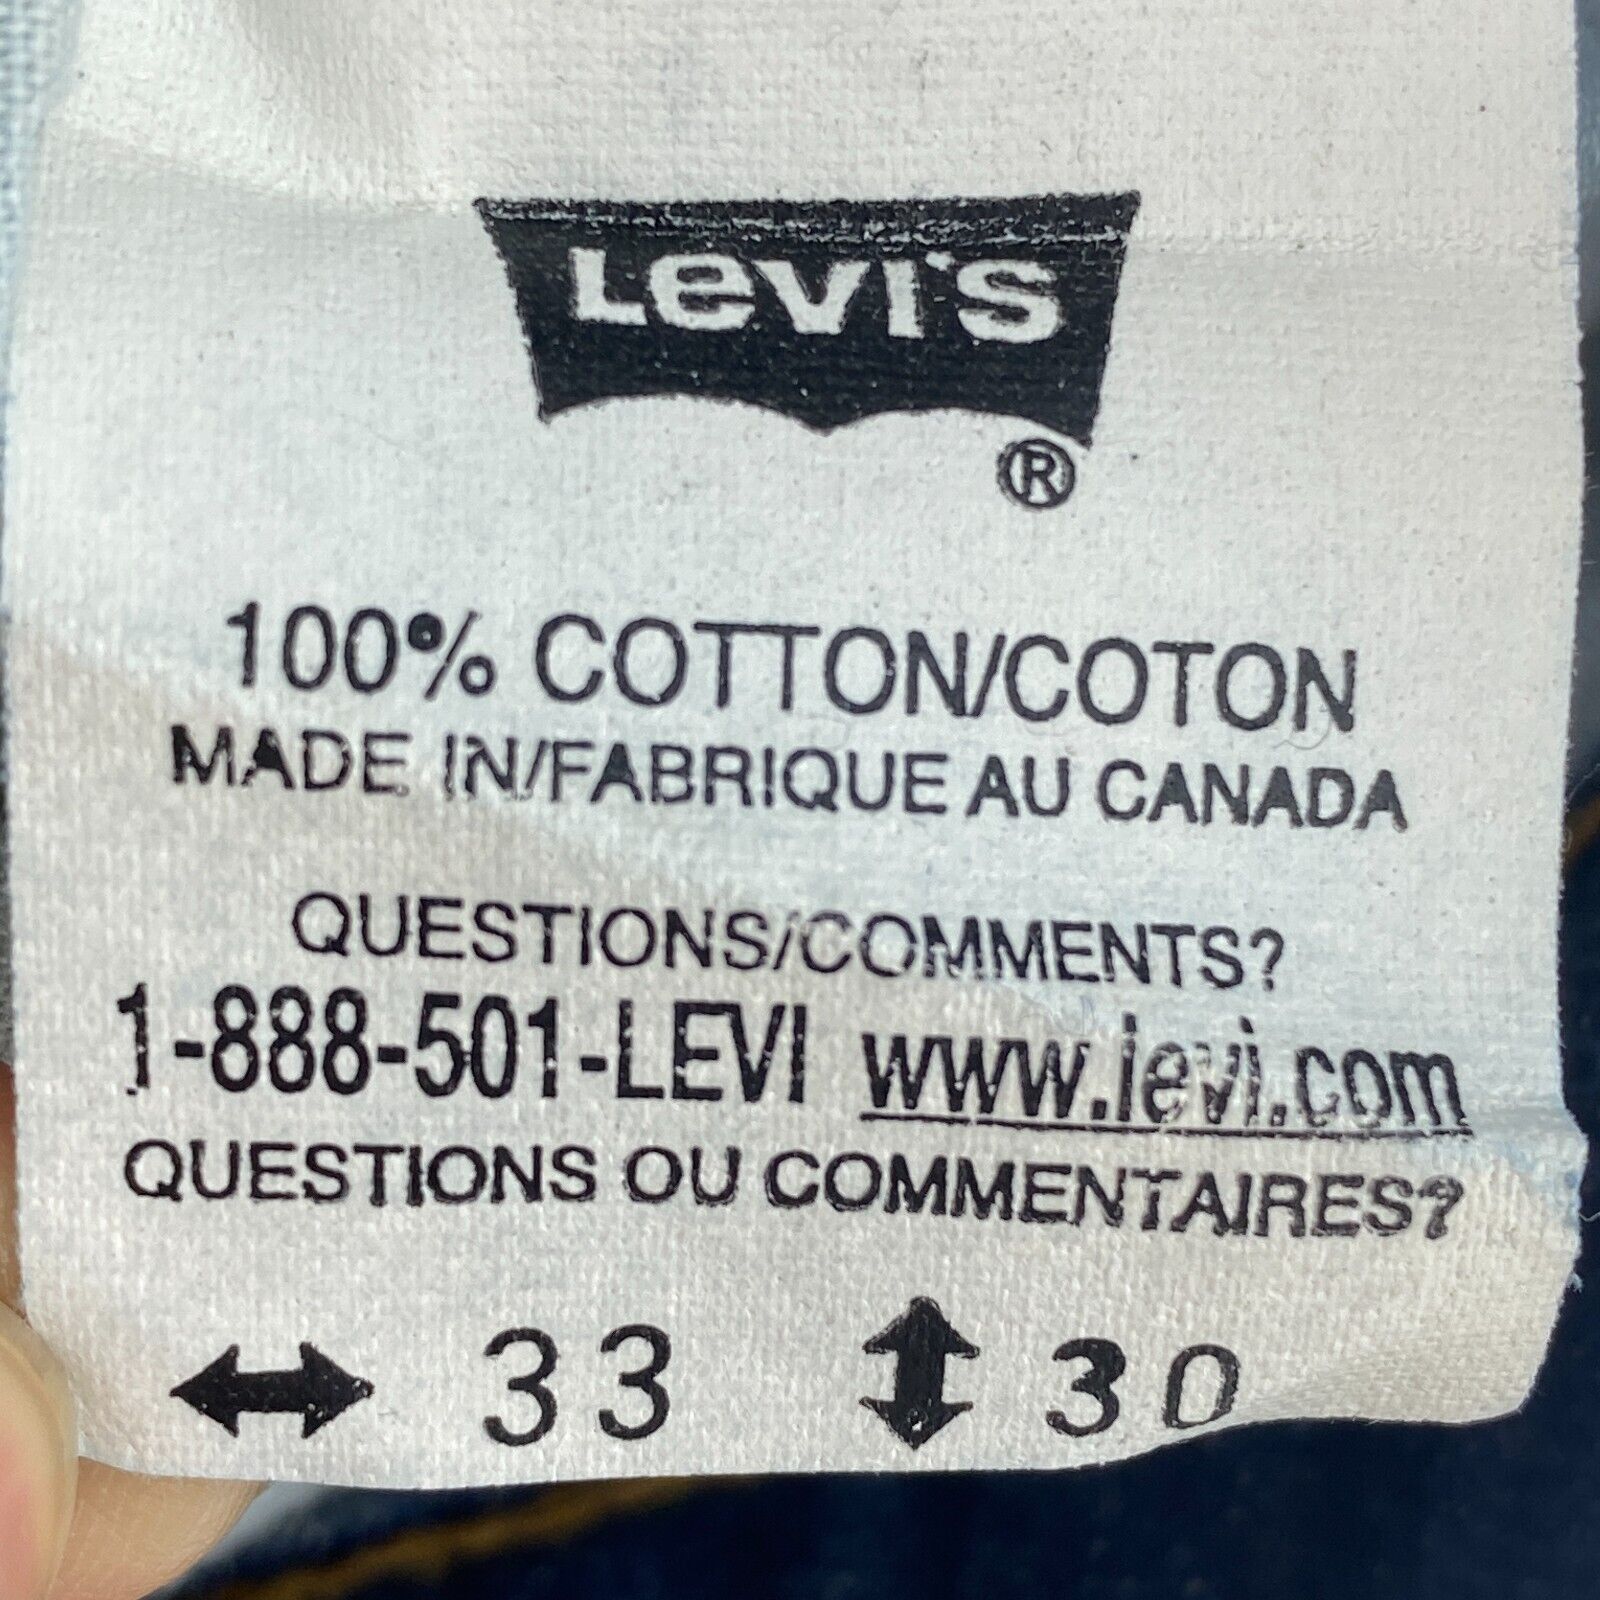 Levi's
®
100% COTTON/COTON
MADE IN/FABRIQUE AU CANADA
QUESTIONS/COMMENTS?
1-888-501-LEVI www.levi.com
QUESTIONS OU COMMENTAIRES?
33 30